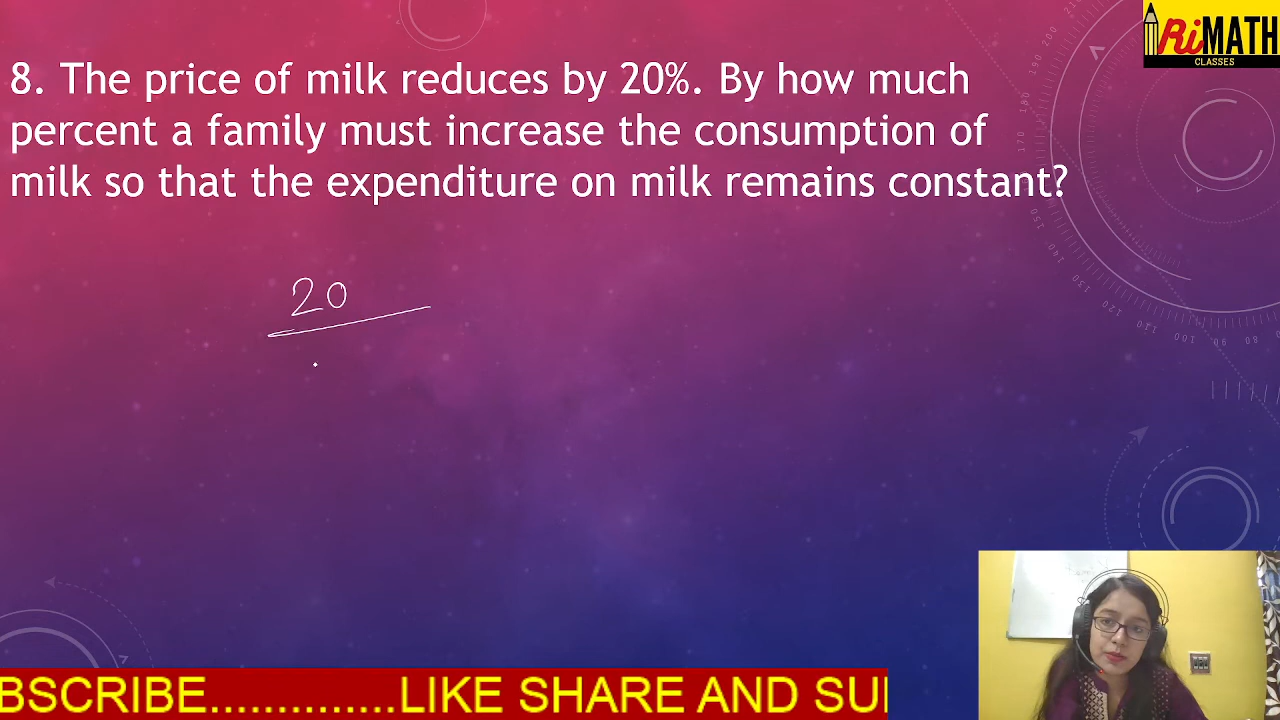 RiMATH
CLASSES
8. The price of milk reduces by 20%. By how much
percent a family must increase the consumption of
milk so that the expenditure on milk remains constant?
20
BSCRIBE..............LIKE SHARE AND SU